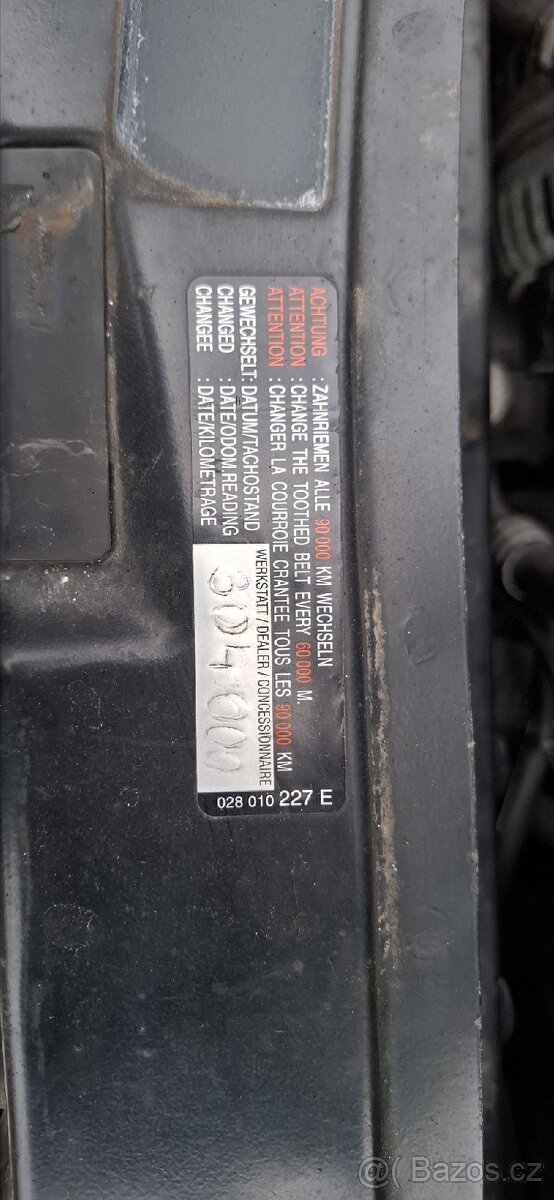 ACHTUNG : ZAHNRIEMEN ALLE 90 000 KM WECHSELN
ATTENTION : CHANGE THE TOOTHED BELT EVERY 60 000 M.
ATTENTION : CHANGER LA COURROIE CRANTEE TOUS LES 90 000 KM
GEWECHSELT: DATUM/TACHOSTAND
CHANGED : DATE/ODOM.READING
CHANGEE : DATE/KILOMETRAGE
WERKSTATT/DEALER/CONCESSIONNAIRE
304 000
028 010 227 E
Bazos.cz